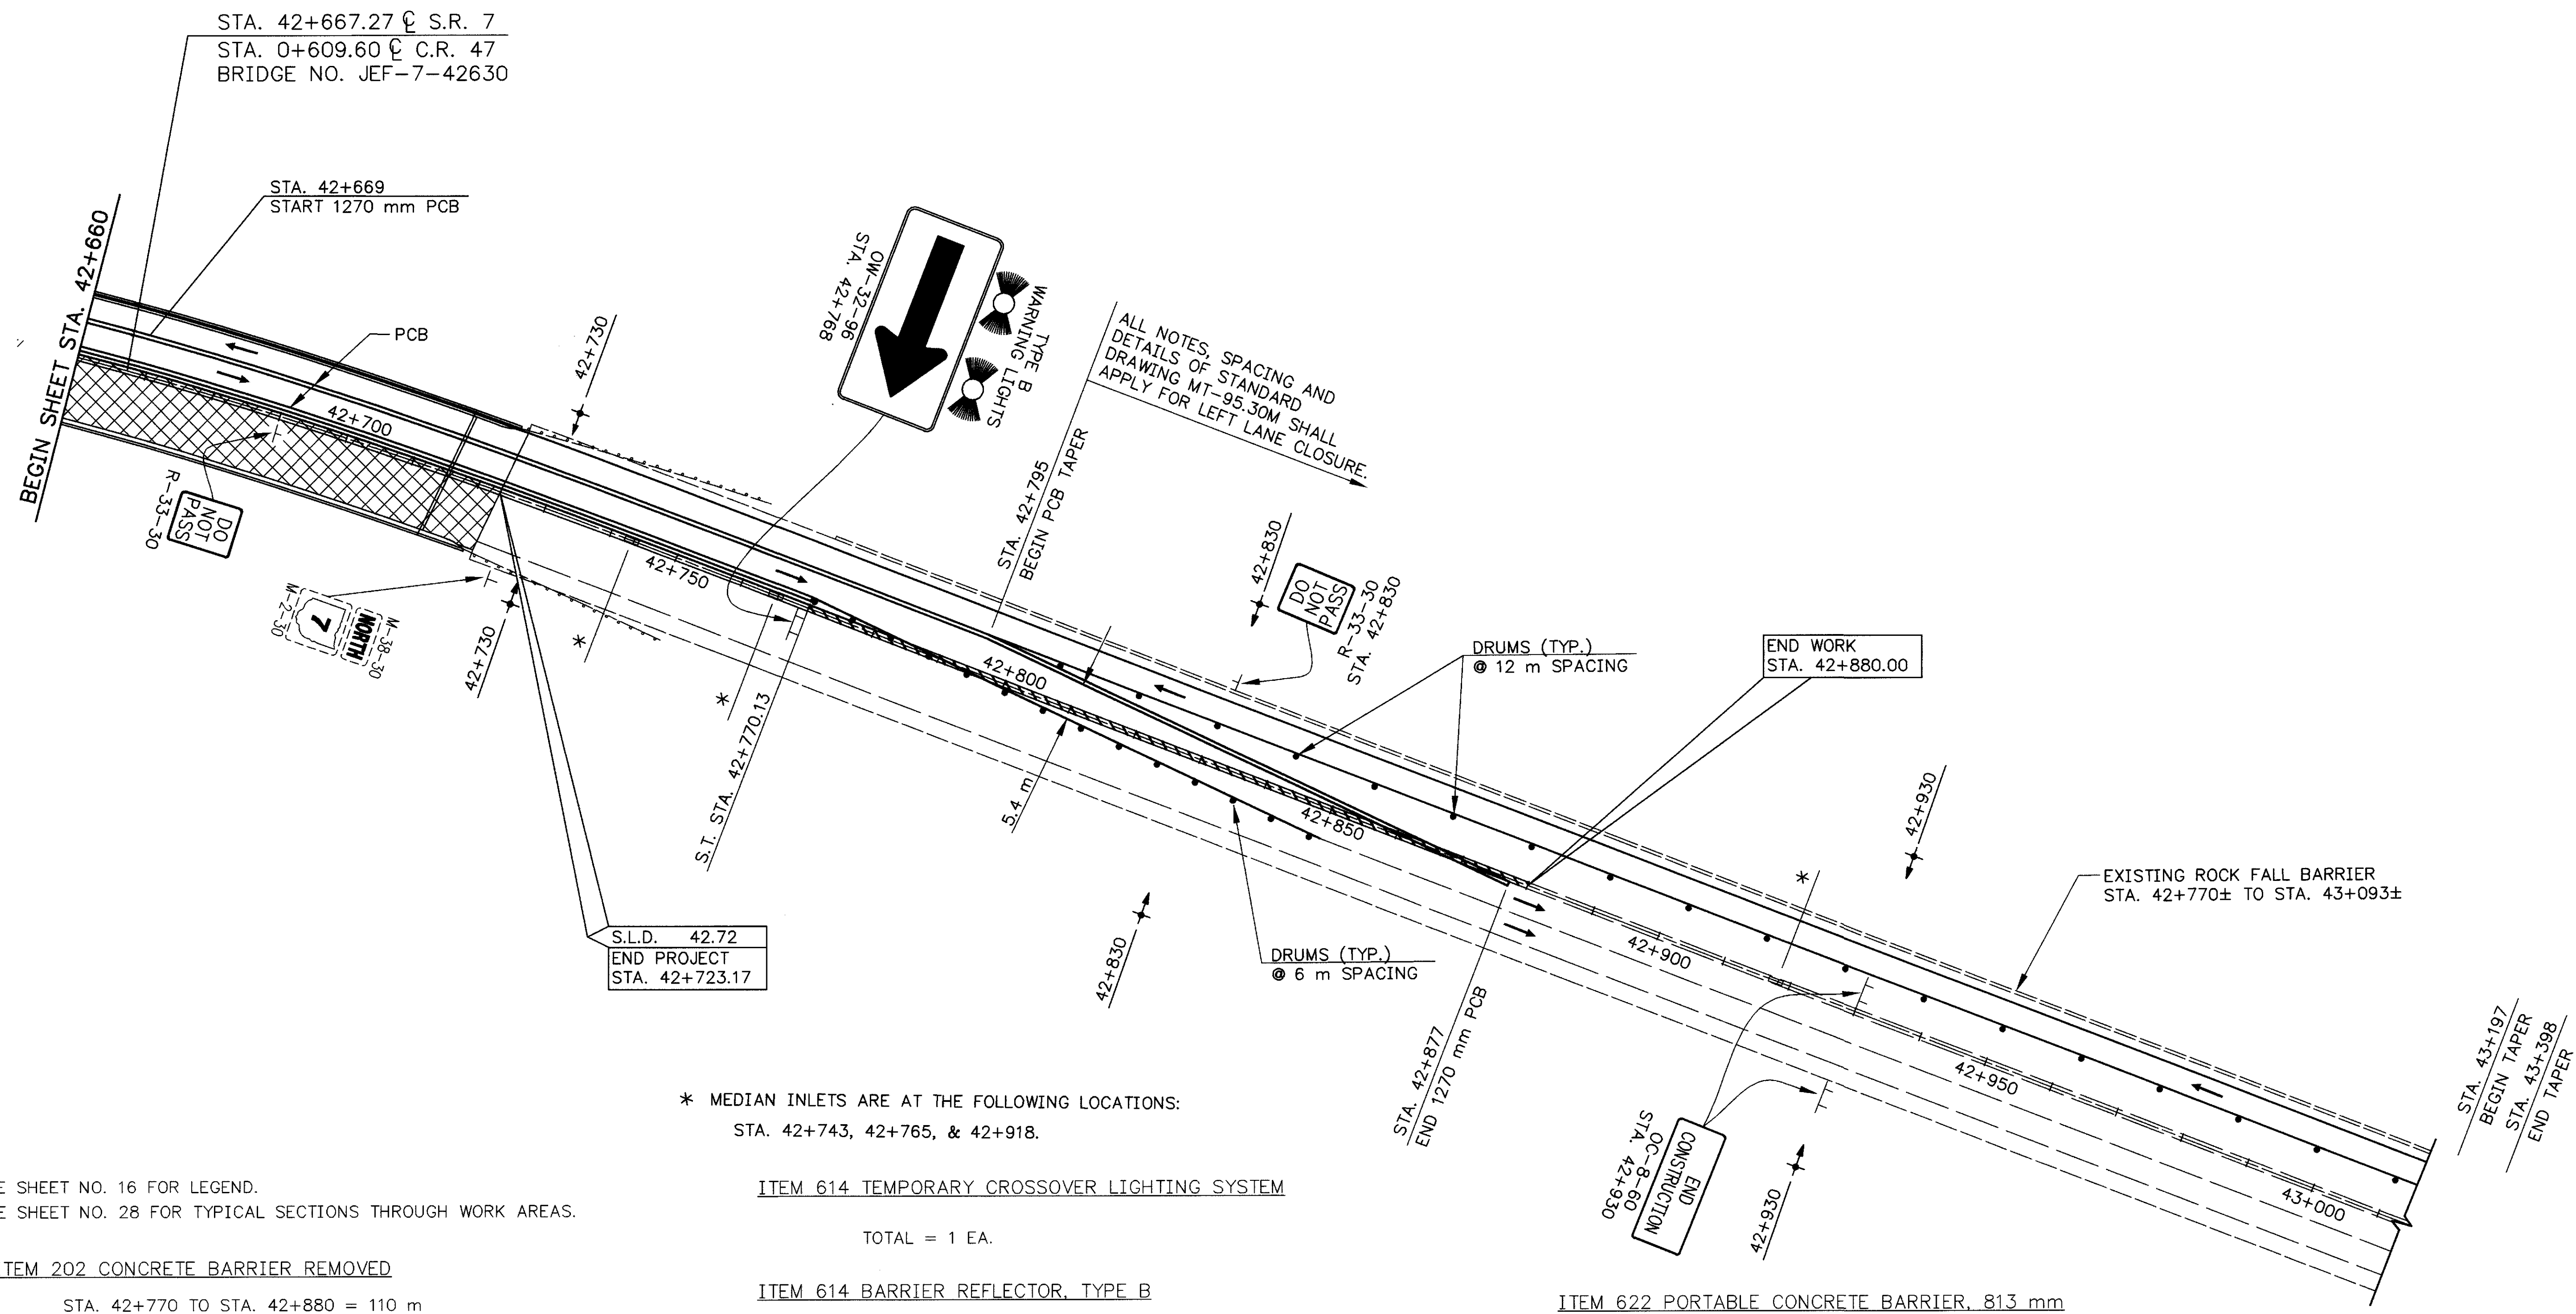 STA. 42+667.27 ℄ S.R. 7
STA. 0+609.60 ℄ C.R. 47
BRIDGE NO. JEF-7-42630
STA. 42+669
START 1270 mm PCB
BEGIN SHEET STA. 42+660
PCB
42+730
42+700
DO
NOT
PASS
R-33-30
OW-32-96
STA. 42+768
TYPE B
WARNING LIGHTS
ALL NOTES, SPACING AND
DETAILS OF STANDARD
DRAWING MT-95.30M SHALL
APPLY FOR LEFT LANE CLOSURE.
STA. 42+795
BEGIN PCB TAPER
42+830
DO
NOT
PASS
R-33-30
STA. 42+830
NORTH
M-38-30
7
M-2-30
42+730
*
42+750
*
S.T. STA. 42+770.13
42+800
5.4 m
DRUMS (TYP.)
@ 12 m SPACING
END WORK
STA. 42+880.00
42+850
42+930
*
EXISTING ROCK FALL BARRIER
STA. 42+770± TO STA. 43+093±
S.L.D. 42.72
END PROJECT
STA. 42+723.17
42+830
DRUMS (TYP.)
@ 6 m SPACING
42+900
STA. 42+877
END 1270 mm PCB
42+950
END
CONSTRUCTION
OC-8-60
STA. 42+930
42+930
STA. 43+197
BEGIN TAPER
STA. 43+398
END TAPER
43+000
* MEDIAN INLETS ARE AT THE FOLLOWING LOCATIONS:
STA. 42+743, 42+765, & 42+918.
E SHEET NO. 16 FOR LEGEND.
E SHEET NO. 28 FOR TYPICAL SECTIONS THROUGH WORK AREAS.
ITEM 614 TEMPORARY CROSSOVER LIGHTING SYSTEM
TOTAL = 1 EA.
TEM 202 CONCRETE BARRIER REMOVED
STA. 42+770 TO STA. 42+880 = 110 m
ITEM 614 BARRIER REFLECTOR, TYPE B
ITEM 622 PORTABLE CONCRETE BARRIER, 813 mm